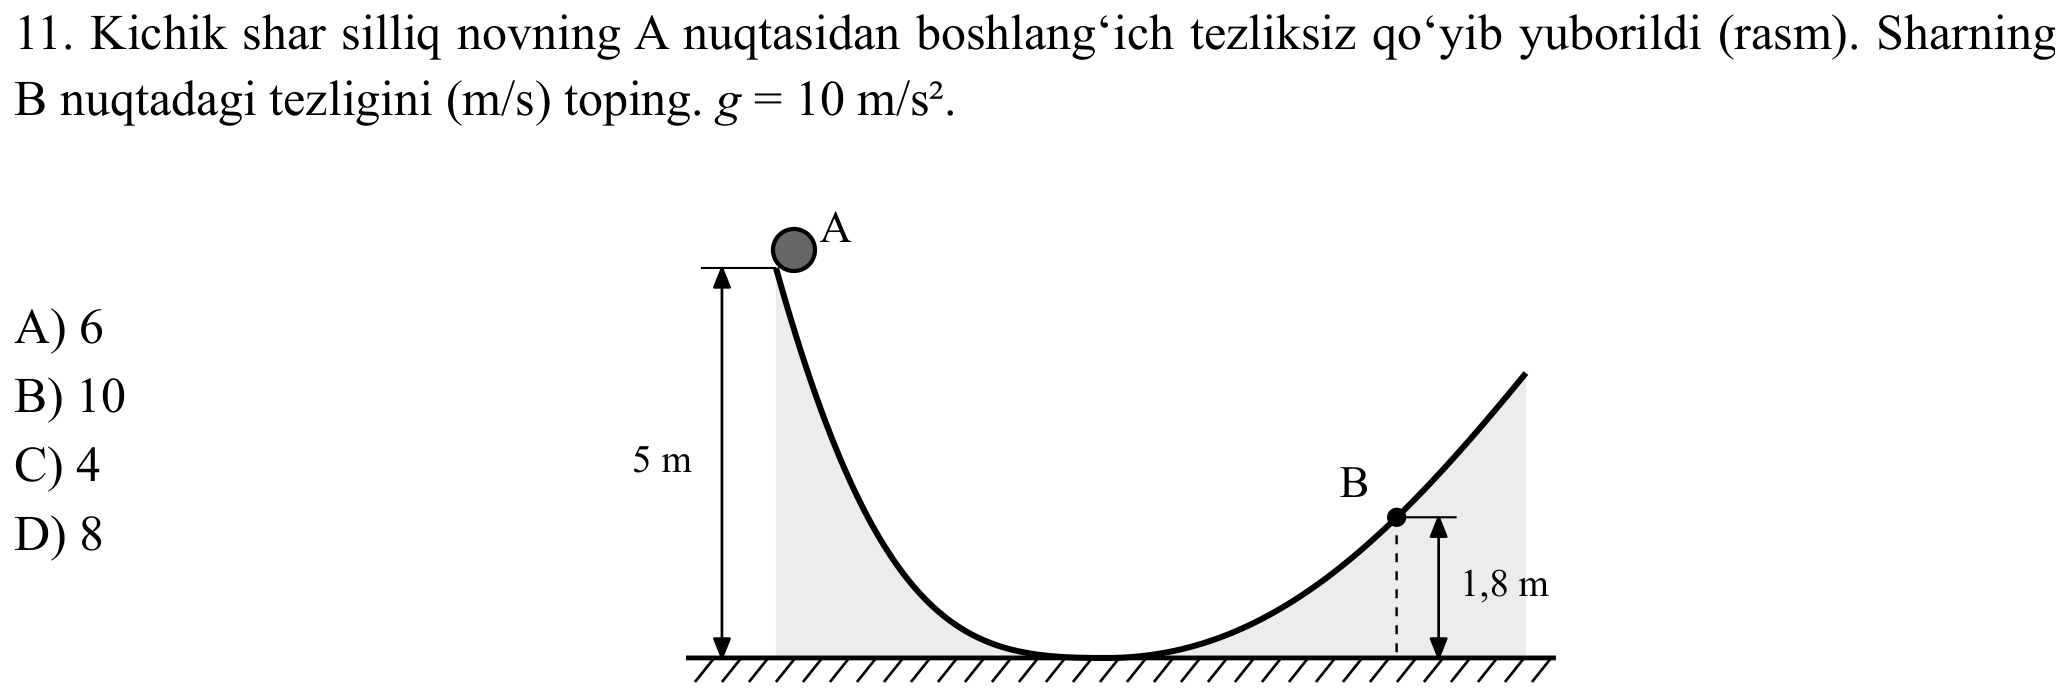 11. Kichik shar silliq novning A nuqtasidan boshlang‘ich tezliksiz qo‘yib yuborildi (rasm). Sharning
B nuqtadagi tezligini (m/s) toping. g = 10 m/s².
A
A) 6
B) 10
5 m
C) 4
B
D) 8
1,8 m